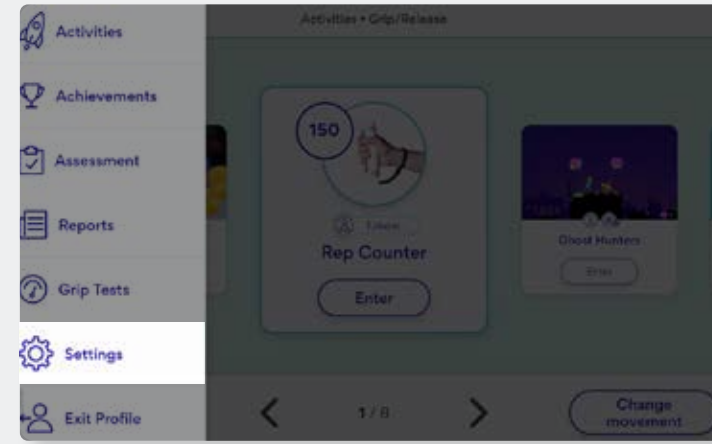 Activities
Achievements
Assessment
Reports
Grip Tests
Settings
Exit Profile
Activities • Grip/Release
150
Rep Counter
Enter
Ghost Hunters
Enter
1 / 8
Change
movement